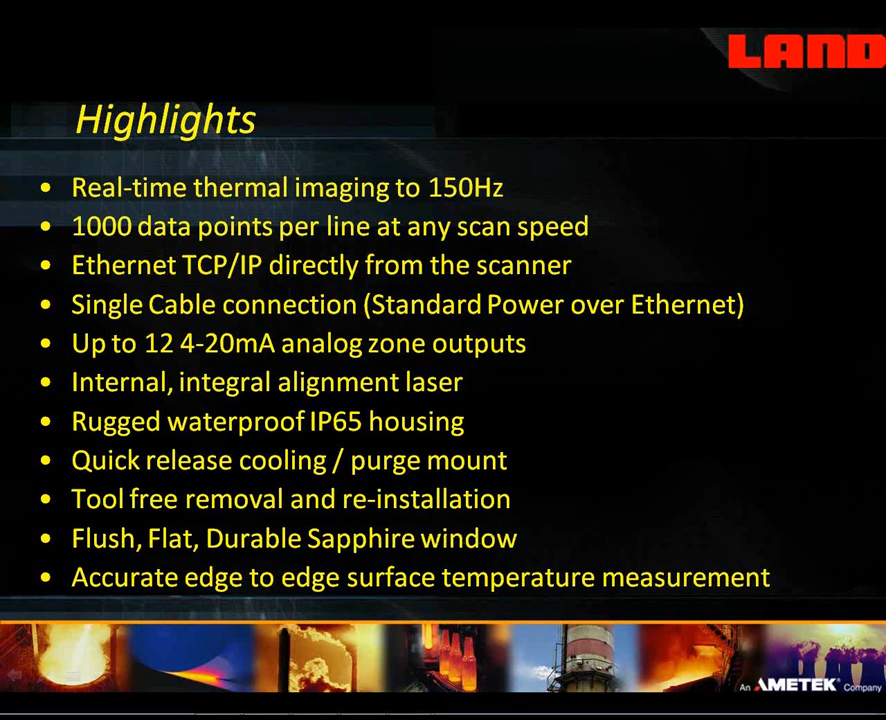 LAND
Highlights
• Real-time thermal imaging to 150Hz
• 1000 data points per line at any scan speed
• Ethernet TCP/IP directly from the scanner
• Single Cable connection (Standard Power over Ethernet)
• Up to 12 4-20mA analog zone outputs
• Internal, integral alignment laser
• Rugged waterproof IP65 housing
• Quick release cooling / purge mount
• Tool free removal and re-installation
• Flush, Flat, Durable Sapphire window
• Accurate edge to edge surface temperature measurement
An AMETEK® Company